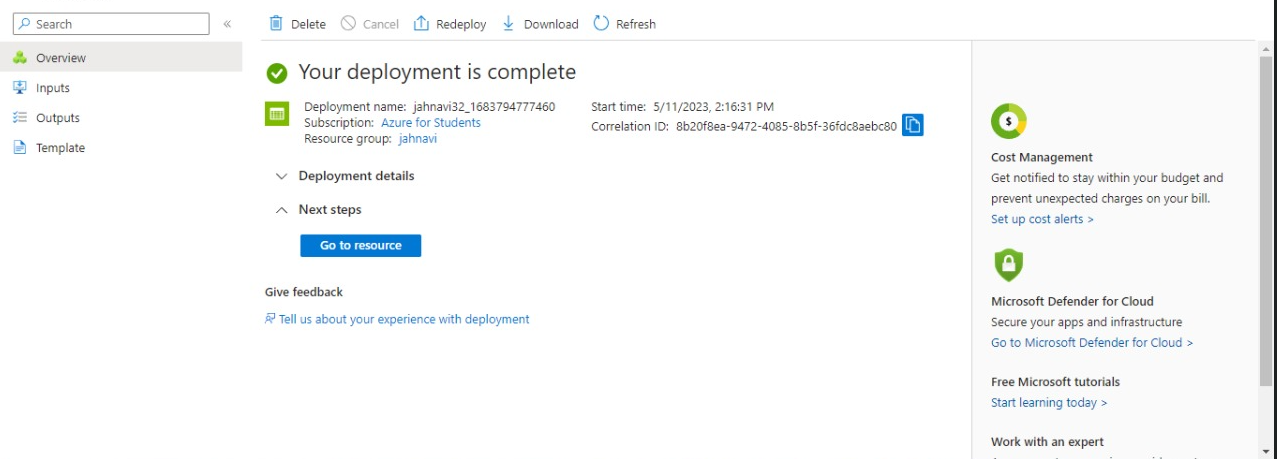 Search
Overview
Inputs
Outputs
Template
Delete Cancel Redeploy Download Refresh
Your deployment is complete
Deployment name: jahnavi32_1683794777460
Subscription: Azure for Students
Resource group: jahnavi
Start time: 5/11/2023, 2:16:31 PM
Correlation ID: 8b20f8ea-9472-4085-8b5f-36fdc8aebc80
Deployment details
Next steps
Go to resource
Give feedback
Tell us about your experience with deployment
$
Cost Management
Get notified to stay within your budget and
prevent unexpected charges on your bill.
Set up cost alerts >
Microsoft Defender for Cloud
Secure your apps and infrastructure
Go to Microsoft Defender for Cloud >
Free Microsoft tutorials
Start learning today >
Work with an expert